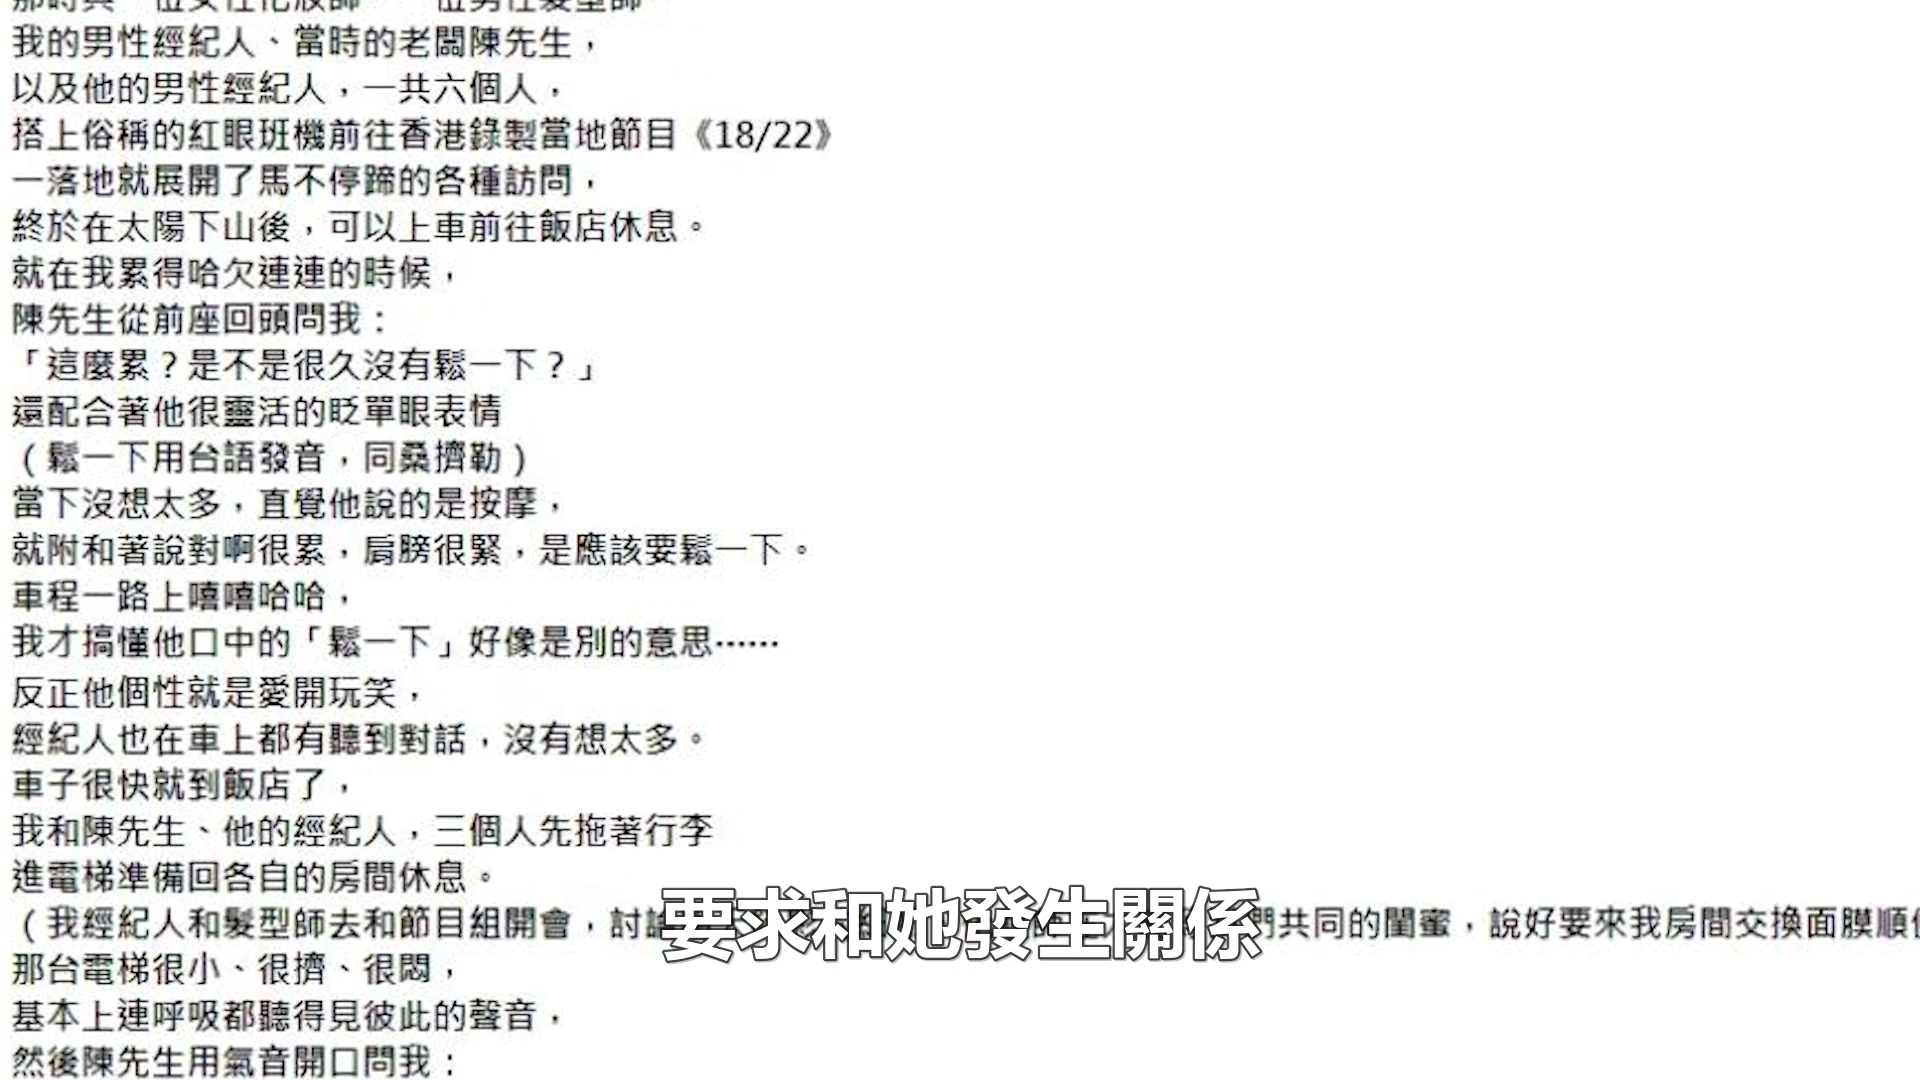 我的男性經紀人、當時的老闆陳先生，
以及他的男性經紀人，一共六個人，
搭上俗稱的紅眼班機前往香港錄製當地節目《18/22》
一落地就展開了馬不停蹄的各種訪問，
終於在太陽下山後，可以上車前往飯店休息。
就在我累得哈欠連連的時候，
陳先生從前座回頭問我：
「這麼累？是不是很久沒有鬆一下？」
還配合著他很靈活的眨單眼表情
（鬆一下用台語發音，同桑擠勒）
當下沒想太多，直覺他說的是按摩，
就附和著說對啊很累，肩膀很緊，是應該要鬆一下。
車程一路上嘻嘻哈哈，
我才搞懂他口中的「鬆一下」好像是別的意思……
反正他個性就是愛開玩笑，
經紀人也在車上都有聽到對話，沒有想太多。
車子很快就到飯店了，
我和陳先生、他的經紀人，三個人先拖著行李
進電梯準備回各自的房間休息。
（我經紀人和髮型師去和節目組開會，討論 們共同的閨蜜，說好要來我房間交換面膜順便
要求和她發生關係
那台電梯很小、很擠、很悶，
基本上連呼吸都聽得見彼此的聲音，
然後陳先生用氣音開口問我：